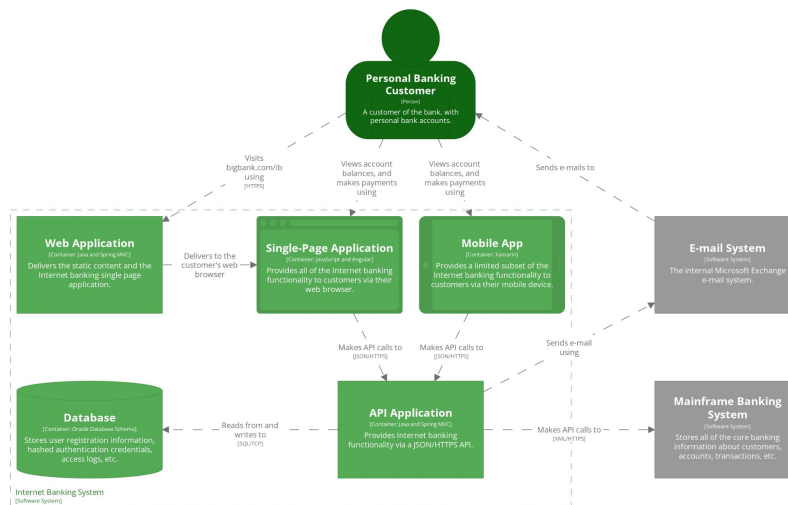 Personal Banking
Customer
[Person]
A customer of the bank, with
personal bank accounts.
Visits
bigbank.com/ib
using
[HTTPS]
Views account
balances, and
makes payments
using
Views account
balances, and
makes payments
using
Sends e-mails to
Web Application
[Container: Java and Spring MVC]
Delivers the static content and the
Internet banking single page
application.
Delivers to the
customer's web
browser
Single-Page Application
[Container: JavaScript and Angular]
Provides all of the Internet banking
functionality to customers via their
web browser.
Mobile App
[Container: Xamarin]
Provides a limited subset of the
Internet banking functionality to
customers via their mobile device.
E-mail System
[Software System]
The internal Microsoft Exchange
e-mail system.
Makes API calls to
[JSON/HTTPS]
Makes API calls to
[JSON/HTTPS]
Sends e-mail
using
Database
[Container: Oracle Database Schema]
Stores user registration information,
hashed authentication credentials,
access logs, etc.
Reads from and
writes to
[SQL/TCP]
API Application
[Container: Java and Spring MVC]
Provides Internet banking
functionality via a JSON/HTTPS API.
Makes API calls to
[XML/HTTPS]
Mainframe Banking
System
[Software System]
Stores all of the core banking
information about customers,
accounts, transactions, etc.
Internet Banking System
[Software System]